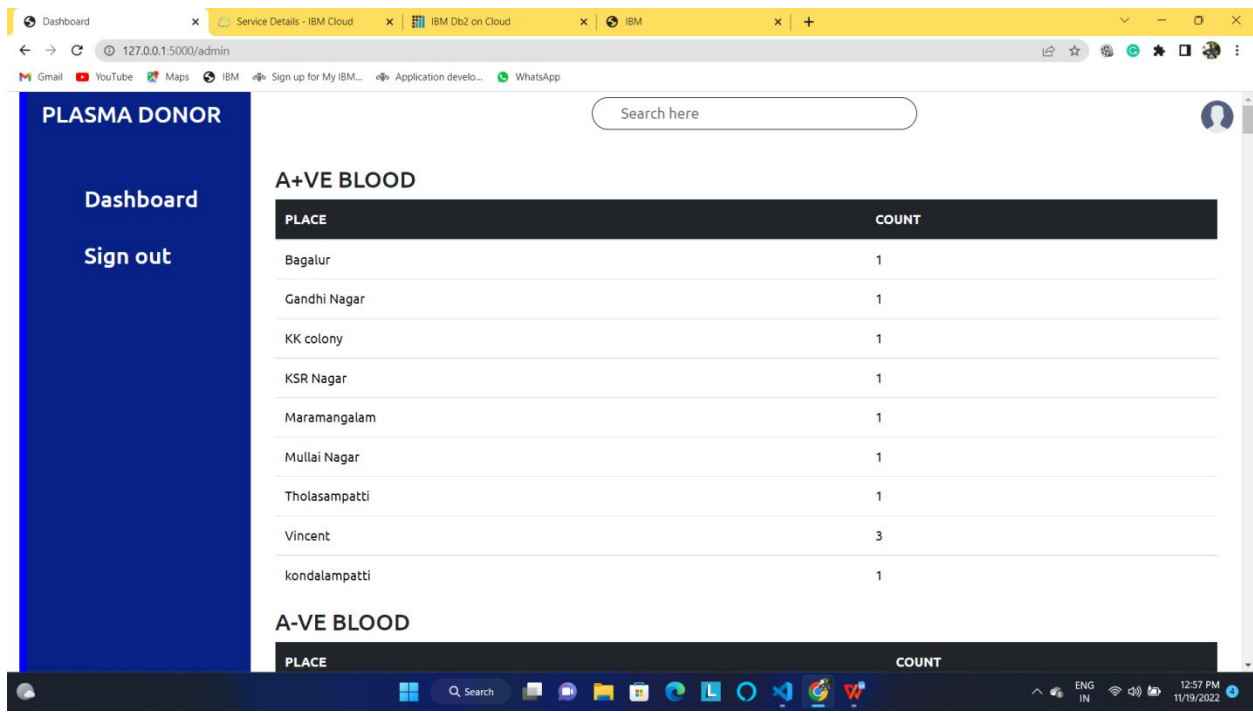 Dashboard Service Details - IBM Cloud IBM Db2 on Cloud IBM
127.0.0.1:5000/admin
Gmail YouTube Maps IBM Sign up for My IBM... Application develo... WhatsApp
PLASMA DONOR
Search here
Dashboard
Sign out
A+VE BLOOD
PLACE COUNT
Bagalur 1
Gandhi Nagar 1
KK colony 1
KSR Nagar 1
Maramangalam 1
Mullai Nagar 1
Tholasampatti 1
Vincent 3
kondalampatti 1
A-VE BLOOD
PLACE COUNT
Search
ENG
IN
12:57 PM
11/19/2022
4